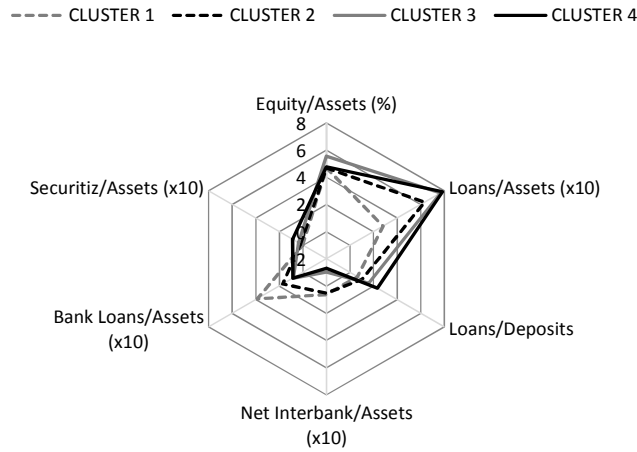 CLUSTER 1 CLUSTER 2 CLUSTER 3 CLUSTER 4
Equity/Assets (%)
8
6
Securitiz/Assets (x10) 4 Loans/Assets (x10)
2
0
2
Bank Loans/Assets
(x10)
Loans/Deposits
Net Interbank/Assets
(x10)